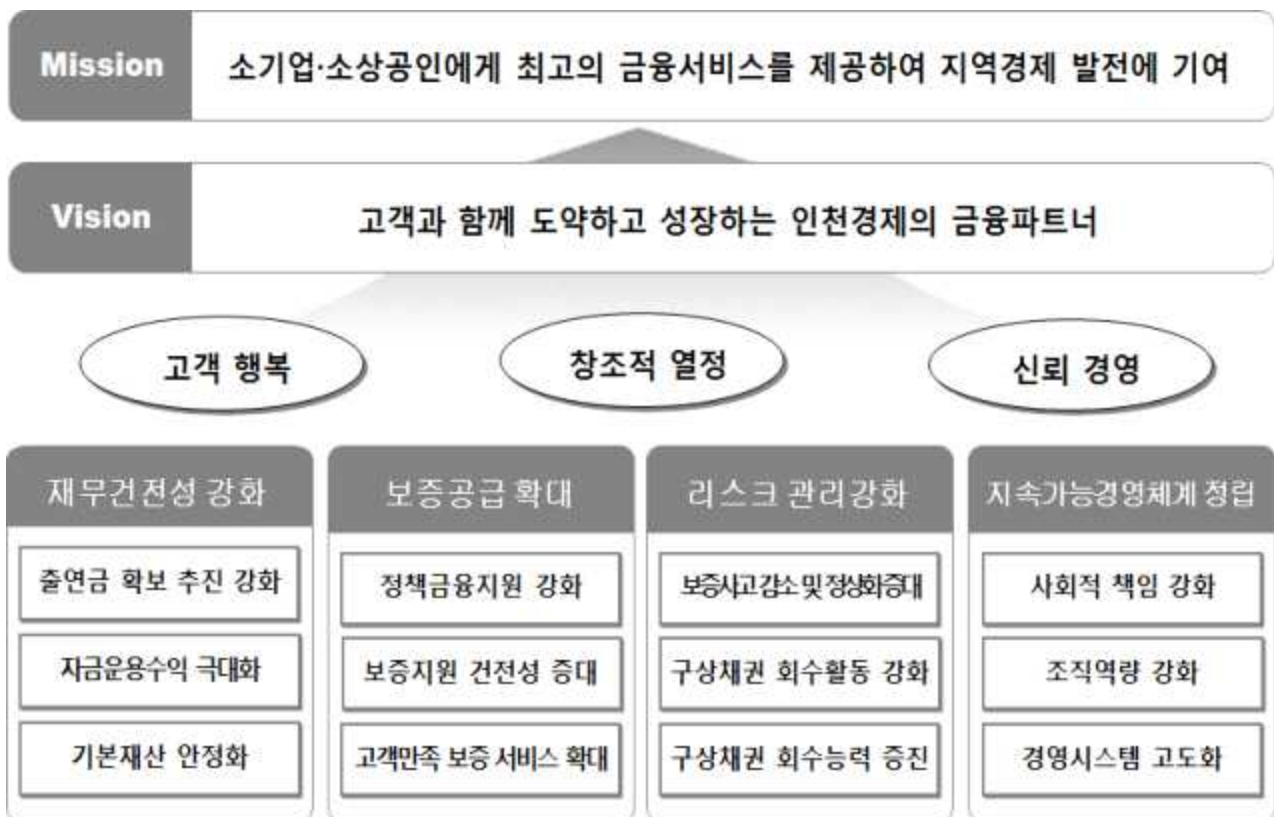 Mission
소기업·소상공인에게 최고의 금융서비스를 제공하여 지역경제 발전에 기여
Vision
고객과 함께 도약하고 성장하는 인천경제의 금융파트너
고객 행복
창조적 열정
신뢰 경영
재무건전성 강화
출연금 확보 추진 강화
자금운용수익 극대화
기본재산 안정화
보증공급 확대
정책금융지원 강화
보증지원 건전성 증대
고객만족 보증 서비스 확대
리스크 관리강화
보증사고 감소 및 정상화증대
구상채권 회수활동 강화
구상채권 회수능력 증진
지속가능경영체계 정립
사회적 책임 강화
조직역량 강화
경영시스템 고도화